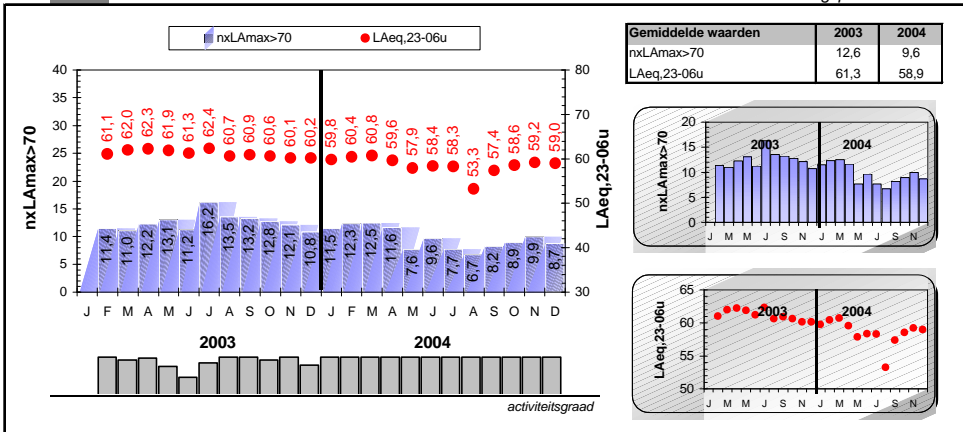 nxLAmax>70 LAeq,23-06u
nxLAmax>70
40
35
30
25
20
15
10
5
0
61,1 62,0 62,3 61,9 61,3 62,4 60,7 60,9 60,6 60,1 60,2 59,8 60,4 60,8 59,6 57,9 58,4 58,3 53,3 57,4 58,6 59,2 59,0
11,4 11,0 12,2 13,1 11,2 16,2 13,5 13,2 12,8 12,1 10,8 11,5 12,3 12,5 11,6 7,6 9,6 7,7 6,7 8,2 8,9 9,9 8,7
80
70
60
50
40
30
LAeq,23-06u
J F M A M J J A S O N D J F M A M J J A S O N D
2003 2004
activiteitsgraad
Gemiddelde waarden 2003 2004
nxLAmax>70 12,6 9,6
LAeq,23-06u 61,3 58,9
nxLAmax>70
20
15
10
5
0
2003 2004
J M M J S N J M M J S N
LAeq,23-06u
65
60
55
50
2003 2004
J M M J S N J M M J S N